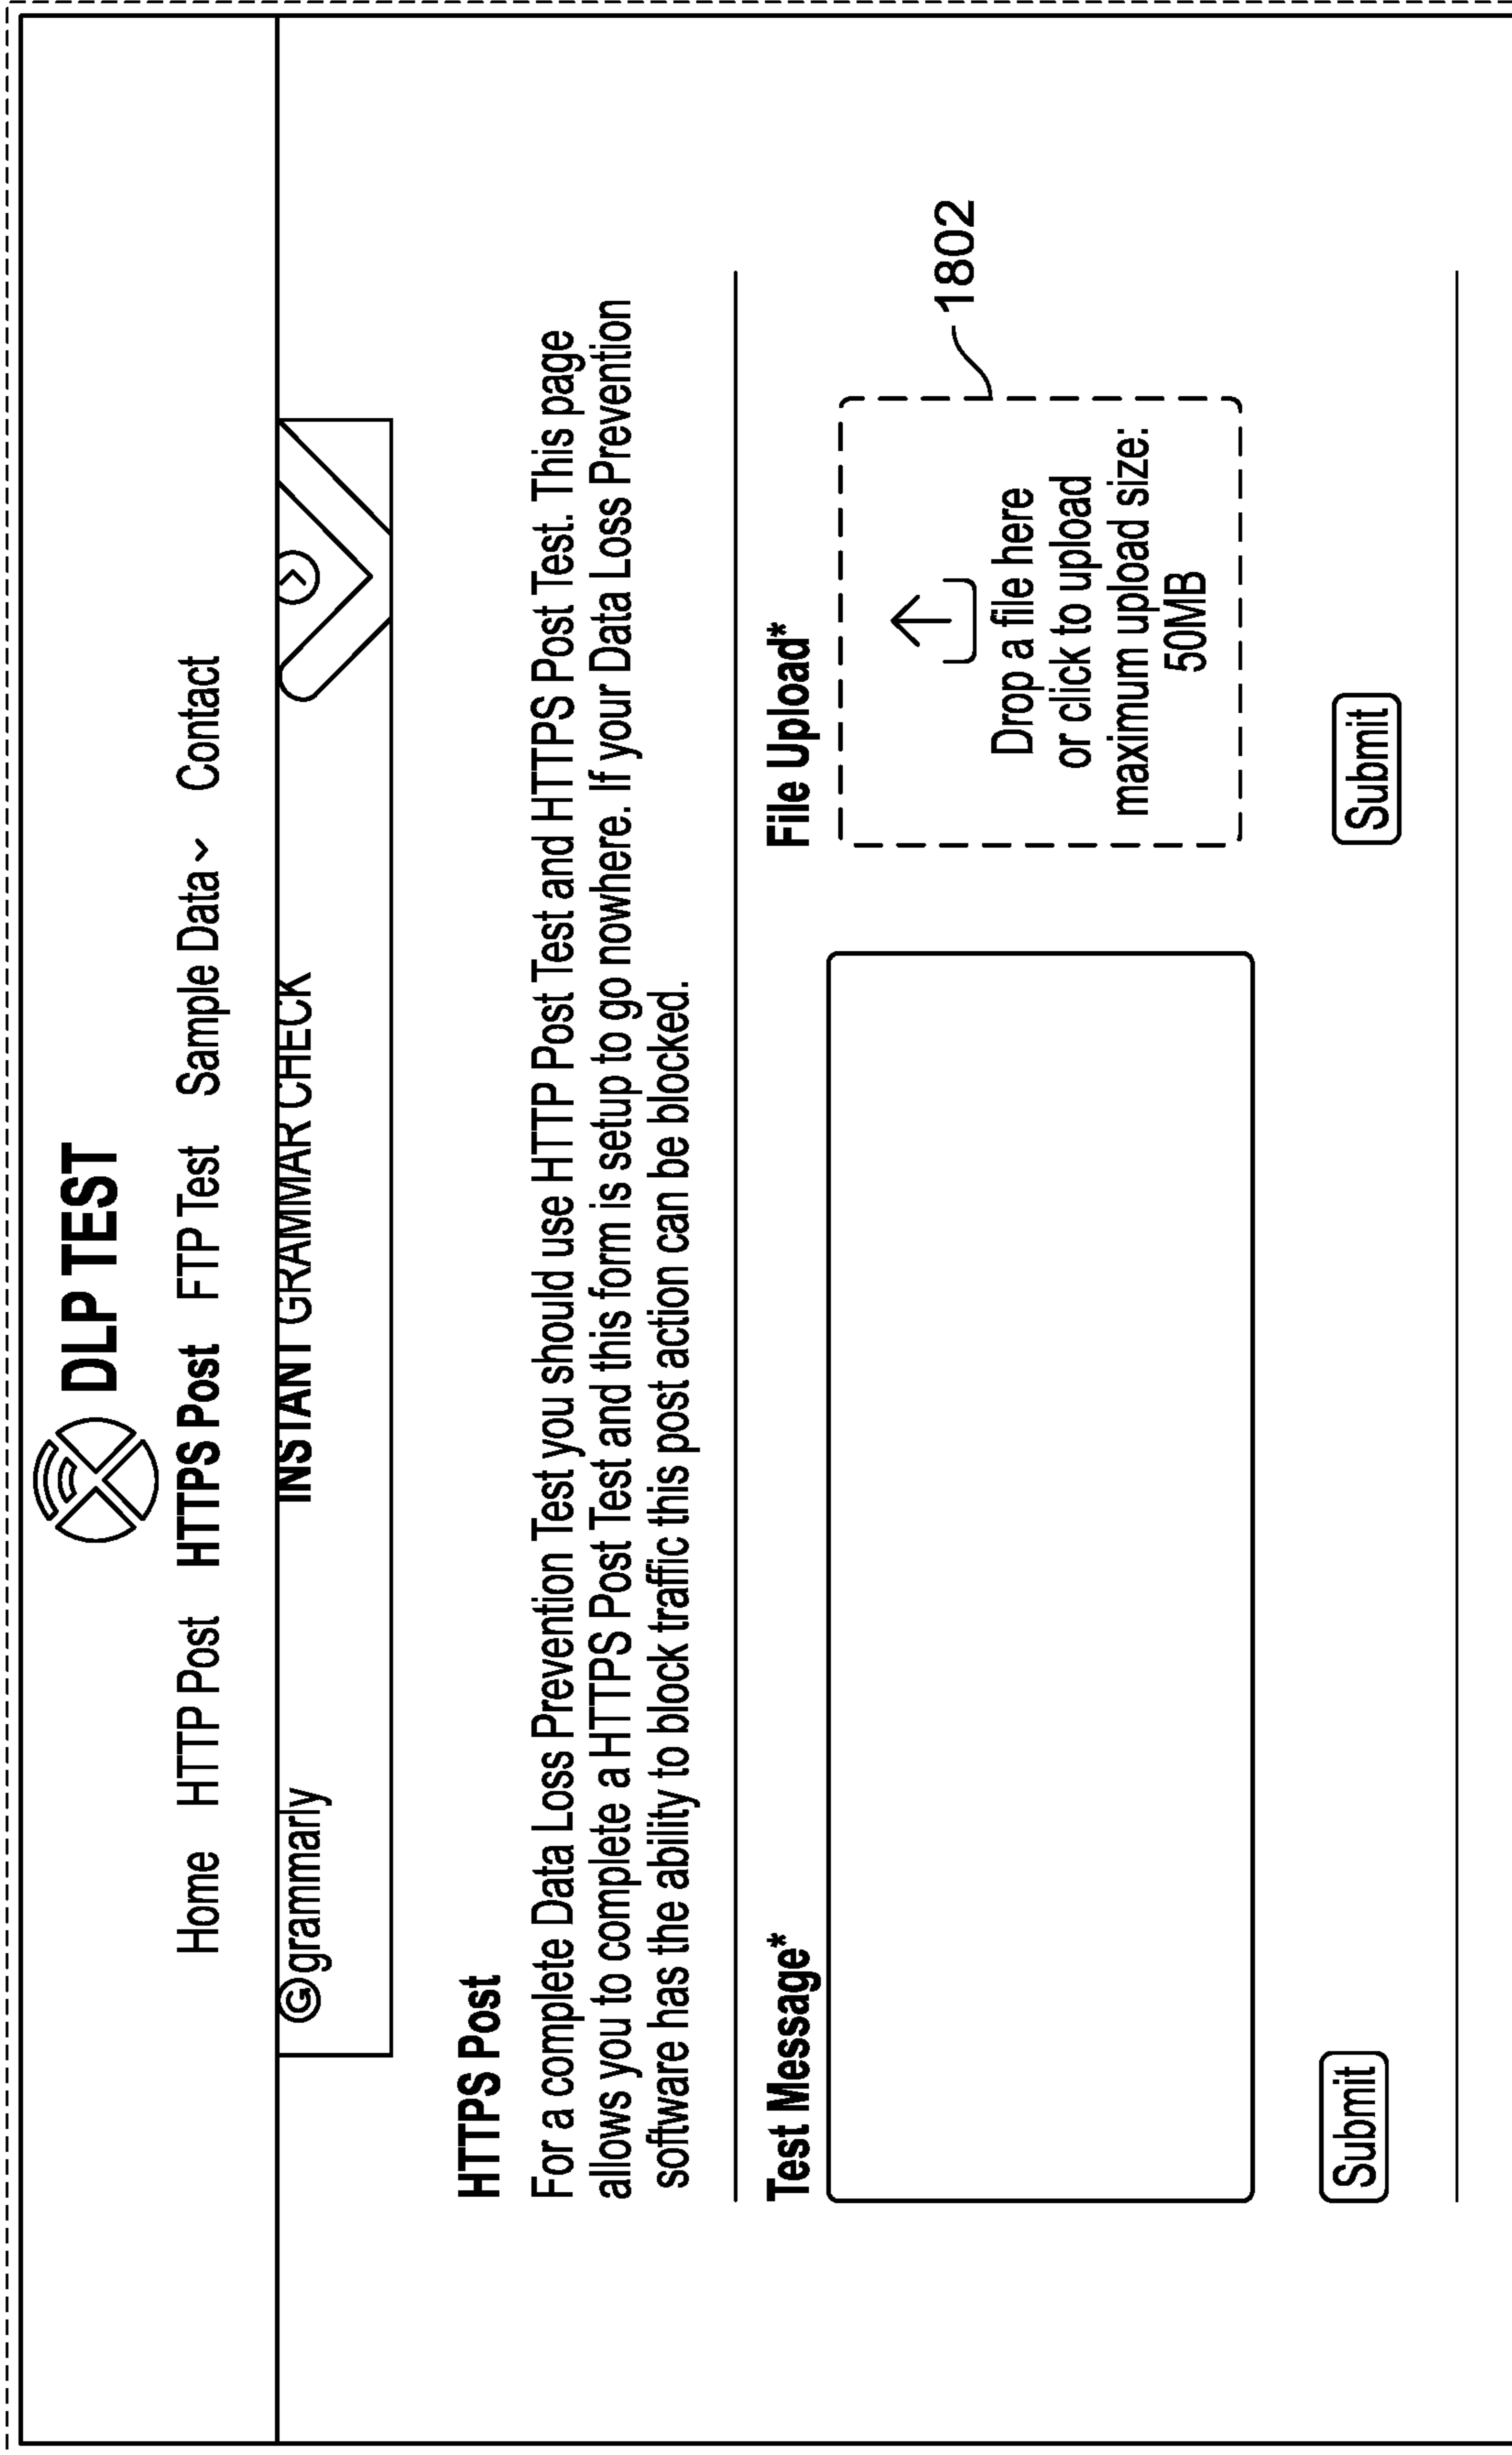 DLP TEST
Home HTTP Post HTTPS Post FTP Test Sample Data Contact
grammarly INSTANT GRAMMAR CHECK
HTTPS Post
For a complete Data Loss Prevention Test you should use HTTP Post Test and HTTPS Post Test. This page
allows you to complete a HTTPS Post Test and this form is setup to go nowhere. If your Data Loss Prevention
software has the ability to block traffic this post action can be blocked.
Test Message*
Submit
File Upload*
1802
Drop a file here
or click to upload
maximum upload size:
50MB
Submit